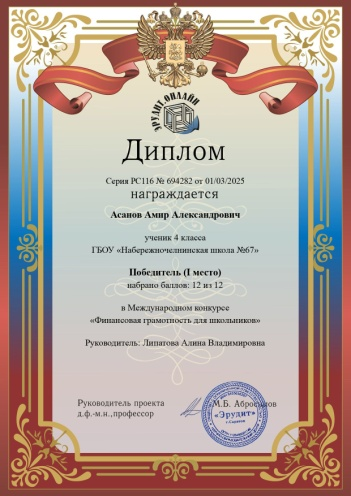 ЭРУДИТ.ОНЛАЙН
Диплом
Серия РС116 № 694282 от 01/03/2025
награждается
Асанов Амир Александрович
ученик 4 класса
ГБОУ «Набережночелнинская школа №67»
Победитель (I место)
набрано баллов: 12 из 12
в Международном конкурсе
«Финансовая грамотность для школьников»
Руководитель: Липатова Алина Владимировна
Руководитель проекта
д.ф.-м.н.,профессор
М.Б. Абросимов
«Эрудит»
г.Саратов